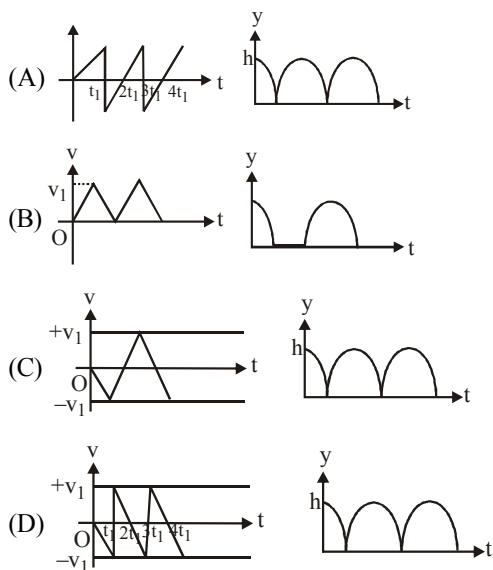 (A)
t₁ 2t₁ 3t₁ 4t₁ t
y
h
t
(B)
v
v₁
O
t
y
t
(C)
v
+v₁
O
–v₁
t
y
h
t
(D)
v
+v₁
O
–v₁
t₁ 2t₁ 3t₁ 4t₁ t
y
h
t